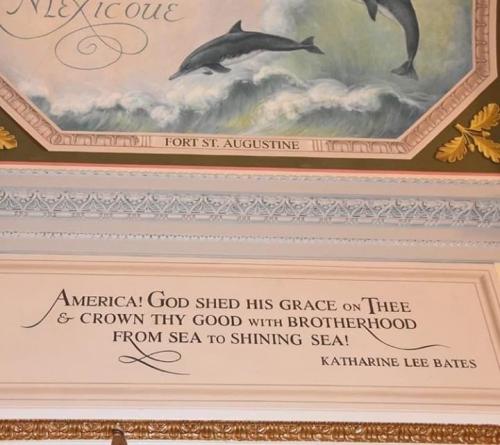 Mexicoue
FORT ST. AUGUSTINE
AMERICA! GOD SHED HIS GRACE ON THEE
& CROWN THY GOOD WITH BROTHERHOOD
FROM SEA TO SHINING SEA!
KATHARINE LEE BATES